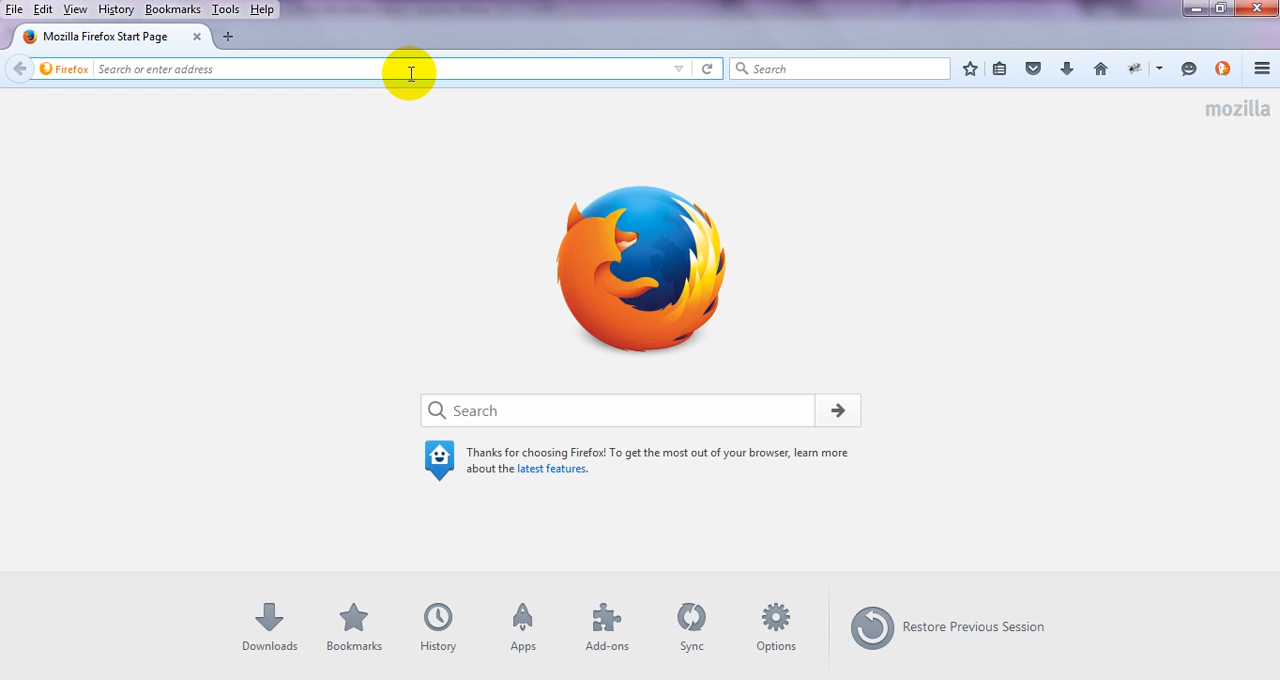 File Edit View History Bookmarks Tools Help
Mozilla Firefox Start Page
Firefox Search or enter address Search
mozilla
Search
Thanks for choosing Firefox! To get the most out of your browser, learn more
about the latest features.
Downloads Bookmarks History Apps Add-ons Sync Options Restore Previous Session